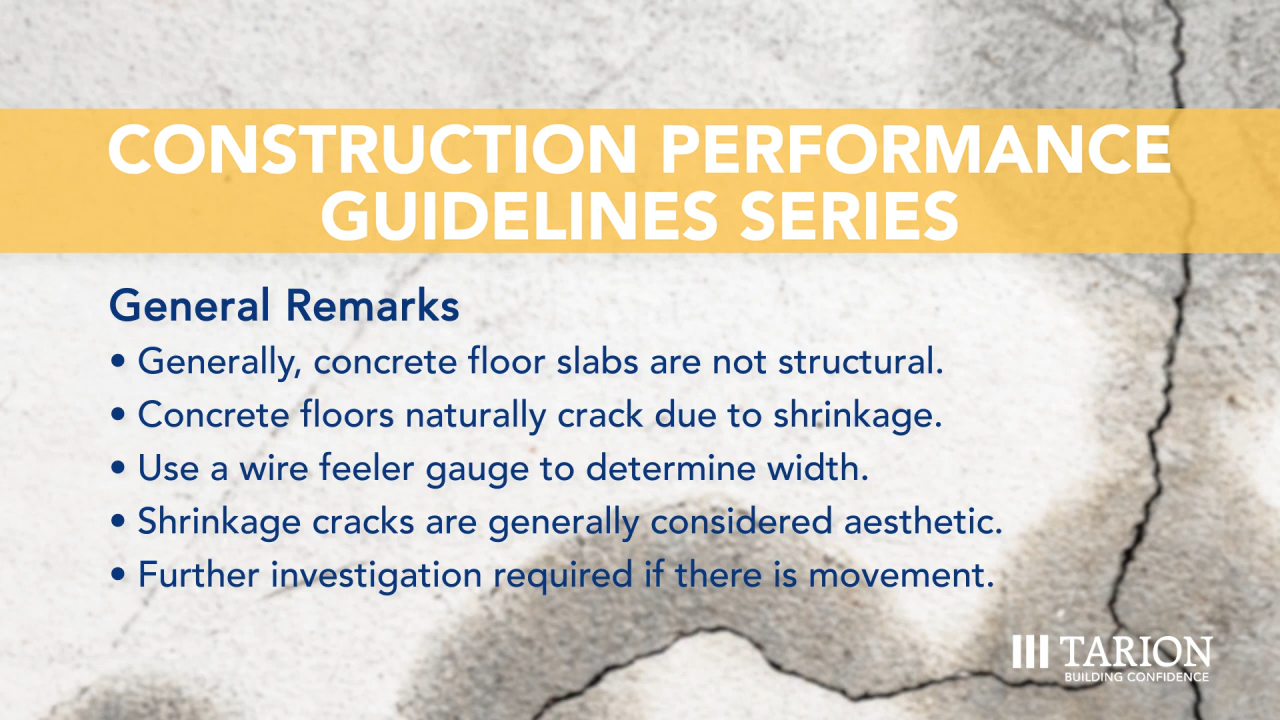 CONSTRUCTION PERFORMANCE
GUIDELINES SERIES
General Remarks
• Generally, concrete floor slabs are not structural.
• Concrete floors naturally crack due to shrinkage.
• Use a wire feeler gauge to determine width.
• Shrinkage cracks are generally considered aesthetic.
• Further investigation required if there is movement.
TARION
BUILDING CONFIDENCE